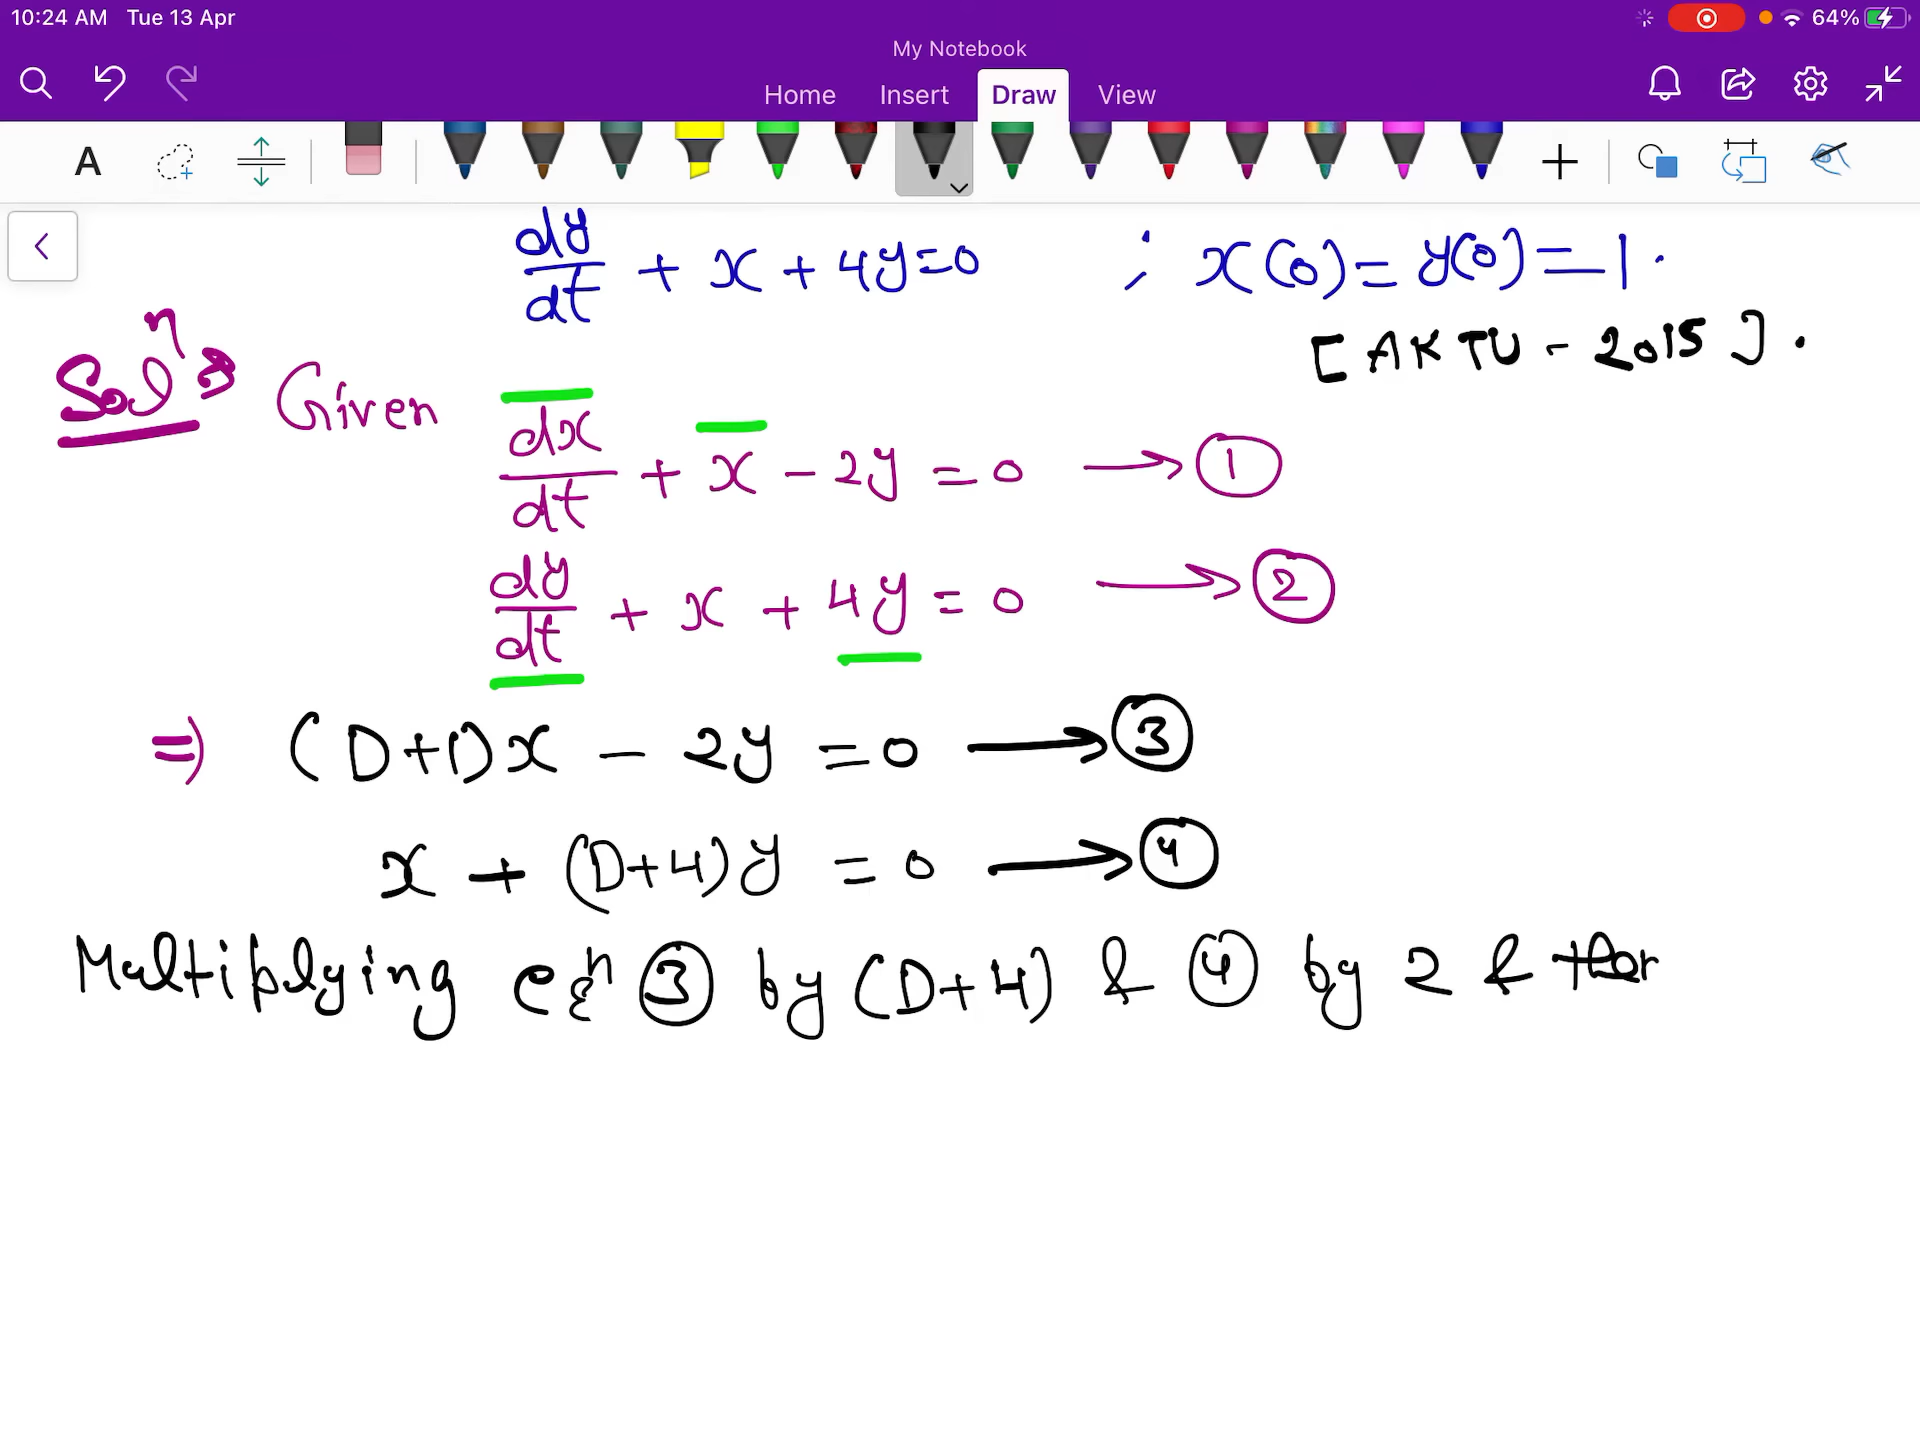 10:24 AM Tue 13 Apr
64%
My Notebook
Home Insert Draw View
A
dy/dt + x + 4y = 0 ; x(0) = y(0) = 1.
[AKTU - 2015].
Solⁿ Given dx/dt + x - 2y = 0 → ①
dy/dt + x + 4y = 0 → ②
⇒ (D+1)x - 2y = 0 → ③
x + (D+4)y = 0 → ④
Multiplying eqⁿ ③ by (D+4) & ④ by 2 &